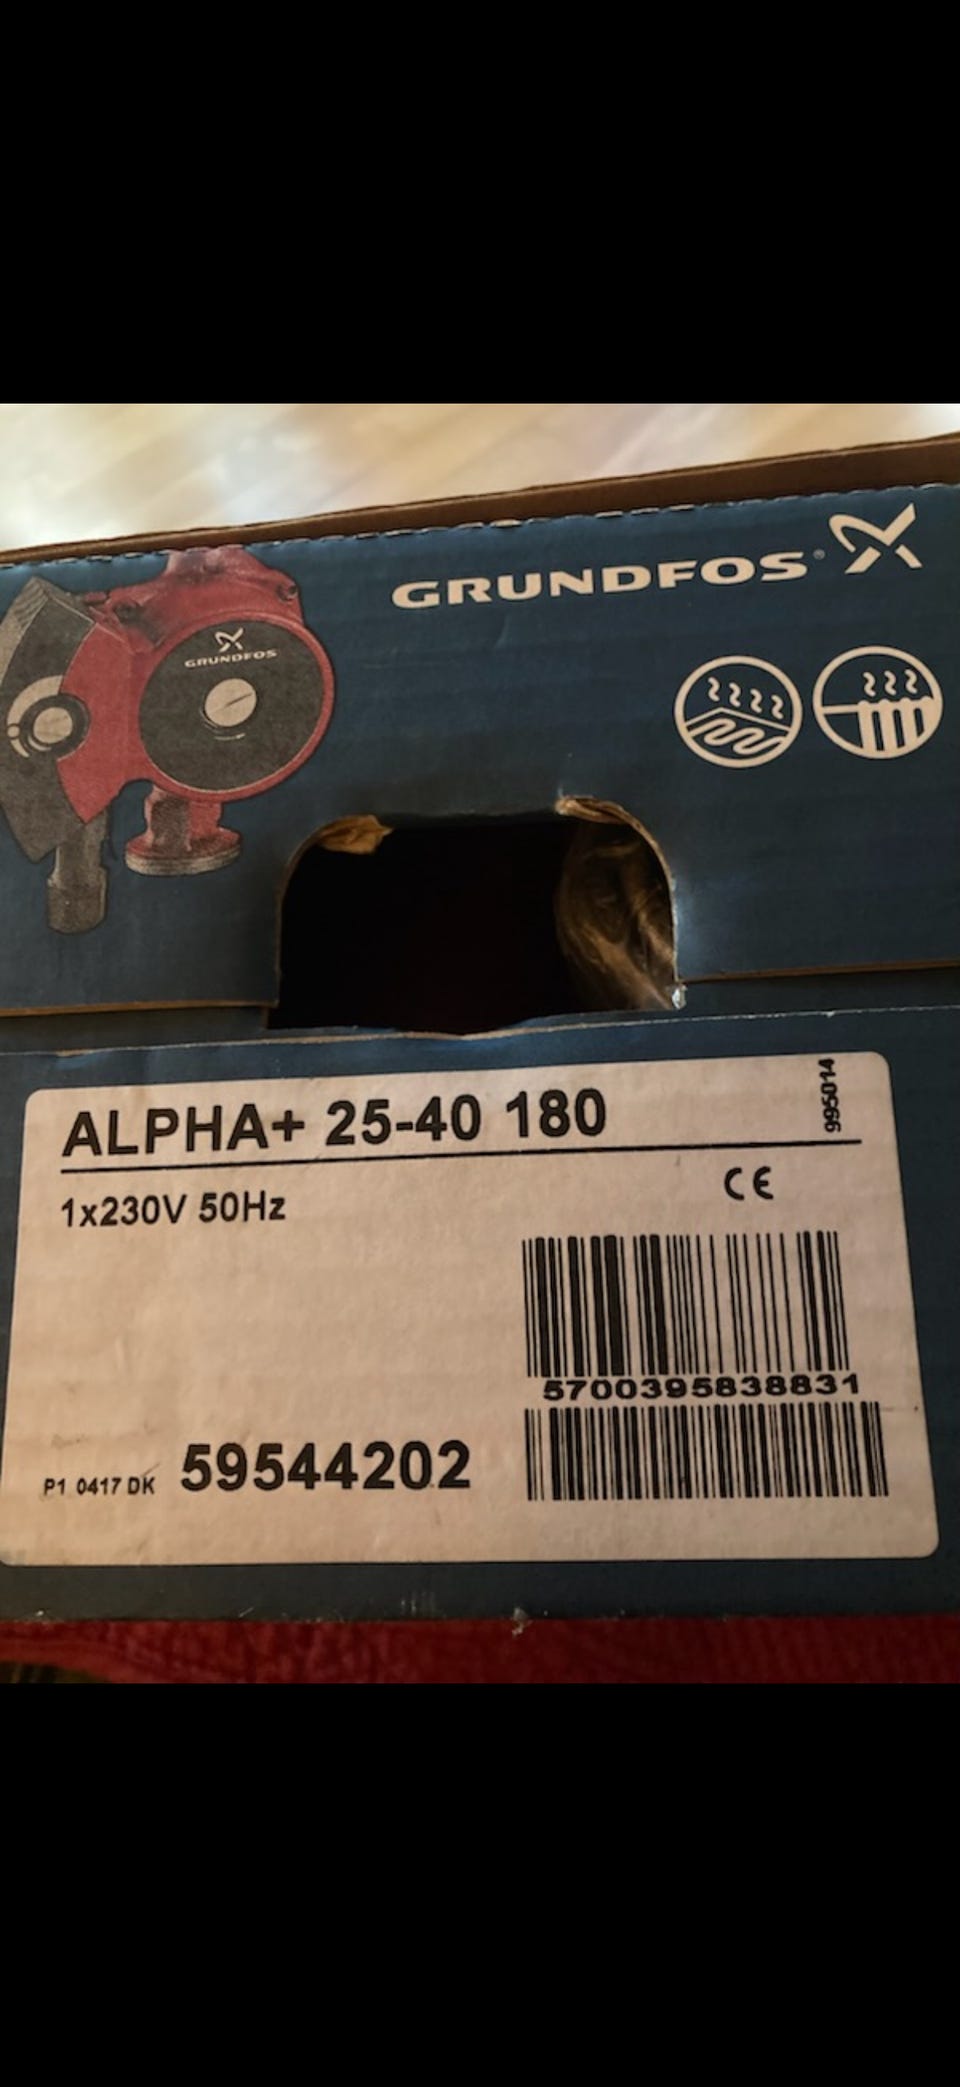 GRUNDFOS
GRUNDFOS
ALPHA+ 25-40 180
995014
1x230V 50Hz
CE
5700395838831
P1 0417 DK 59544202